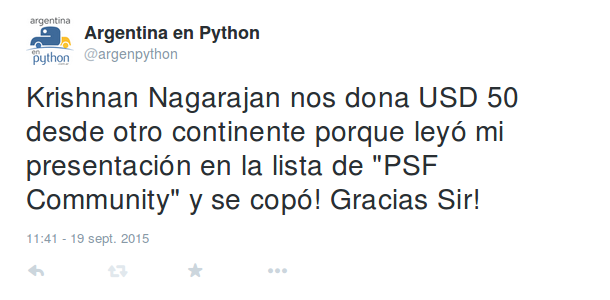 argentina
en
python
Argentina en Python
@argenpython
Krishnan Nagarajan nos dona USD 50
desde otro continente porque leyó mi
presentación en la lista de "PSF
Community" y se copó! Gracias Sir!
11:41 - 19 sept. 2015